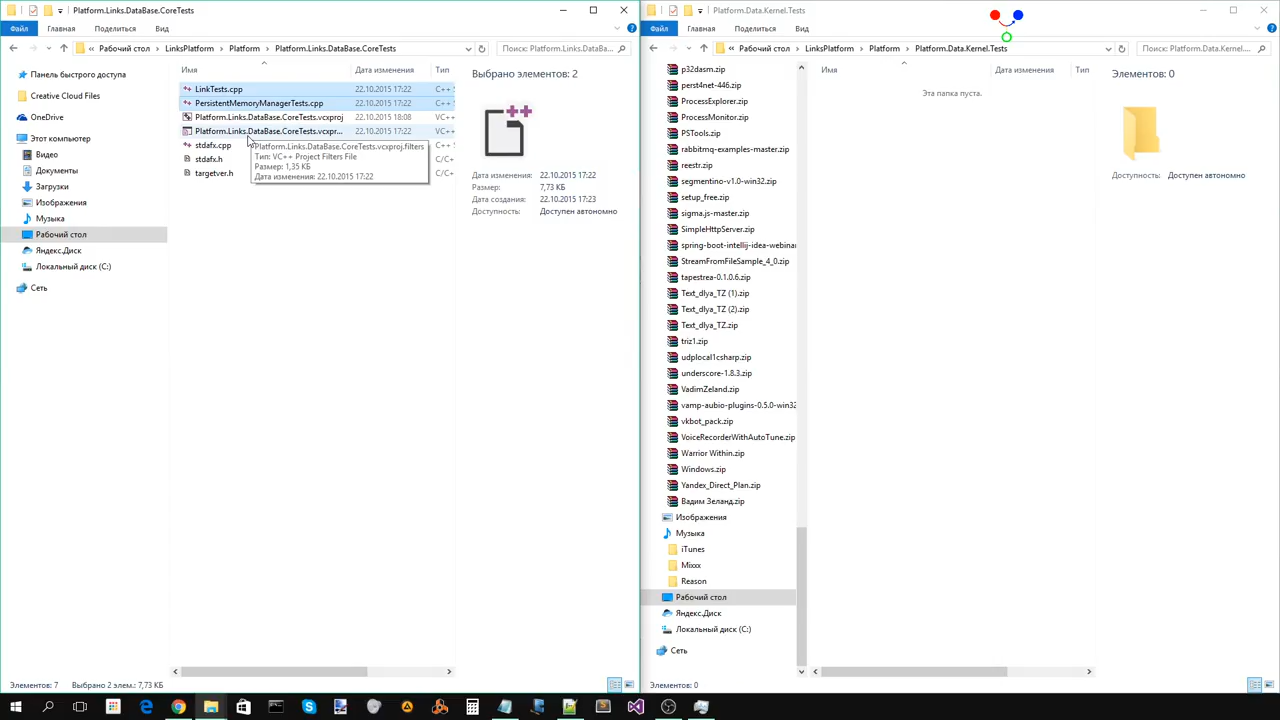 Platform.Links.DataBase.CoreTests
Файл
Главная
Поделиться
Вид
Рабочий стол
LinksPlatform
Platform
Platform.Links.DataBase.CoreTests
Поиск: Platform.Links.DataBa...
Панель быстрого доступа
Creative Cloud Files
OneDrive
Этот компьютер
Видео
Документы
Загрузки
Изображения
Музыка
Рабочий стол
Яндекс.Диск
Локальный диск (C:)
Сеть
Имя
Дата изменения
Тип
LinkTests.cpp 22.10.2015 17:22 C++ S
PersistentMemoryManagerTests.cpp 22.10.2015 17:22 C++ S
Platform.Links.DataBase.CoreTests.vcxproj 22.10.2015 18:08 VC++
Platform.Links.DataBase.CoreTests.vcxpr... 22.10.2015 17:22 VC++
stdafx.cpp C++ S
stdafx.h C/C+
targetver.h C/C+
Platform.Links.DataBase.CoreTests.vcxproj.filters
Тип: VC++ Project Filters File
Размер: 1,35 КБ
Дата изменения: 22.10.2015 17:22
Выбрано элементов: 2
Дата изменения: 22.10.2015 17:22
Размер: 7,73 КБ
Дата создания: 22.10.2015 17:23
Доступность: Доступен автономно
Элементов: 7
Выбрано 2 элем.: 7,73 КБ
Platform.Data.Kernel.Tests
Файл
Главная
Поделиться
Вид
Рабочий стол
LinksPlatform
Platform
Platform.Data.Kernel.Tests
Поиск: Platform.Data.Kernel....
p32dasm.zip
perst4net-446.zip
ProcessExplorer.zip
ProcessMonitor.zip
PSTools.zip
rabbitmq-examples-master.zip
reestr.zip
segmentino-v1.0-win32.zip
setup_free.zip
sigma.js-master.zip
SimpleHttpServer.zip
spring-boot-intellij-idea-webinar
StreamFromFileSample_4_0.zip
tapestrea-0.1.0.6.zip
Text_dlya_TZ (1).zip
Text_dlya_TZ (2).zip
Text_dlya_TZ.zip
triz1.zip
udplocal1csharp.zip
underscore-1.8.3.zip
VadimZeland.zip
vamp-aubio-plugins-0.5.0-win32
vkbot_pack.zip
VoiceRecorderWithAutoTune.zip
Warrior Within.zip
Windows.zip
Yandex_Direct_Plan.zip
Вадим Зеланд.zip
Изображения
Музыка
iTunes
Mixxx
Reason
Рабочий стол
Яндекс.Диск
Локальный диск (C:)
Сеть
Имя
Дата изменения
Тип
Эта папка пуста.
Элементов: 0
Доступность: Доступен автономно
Элементов: 0